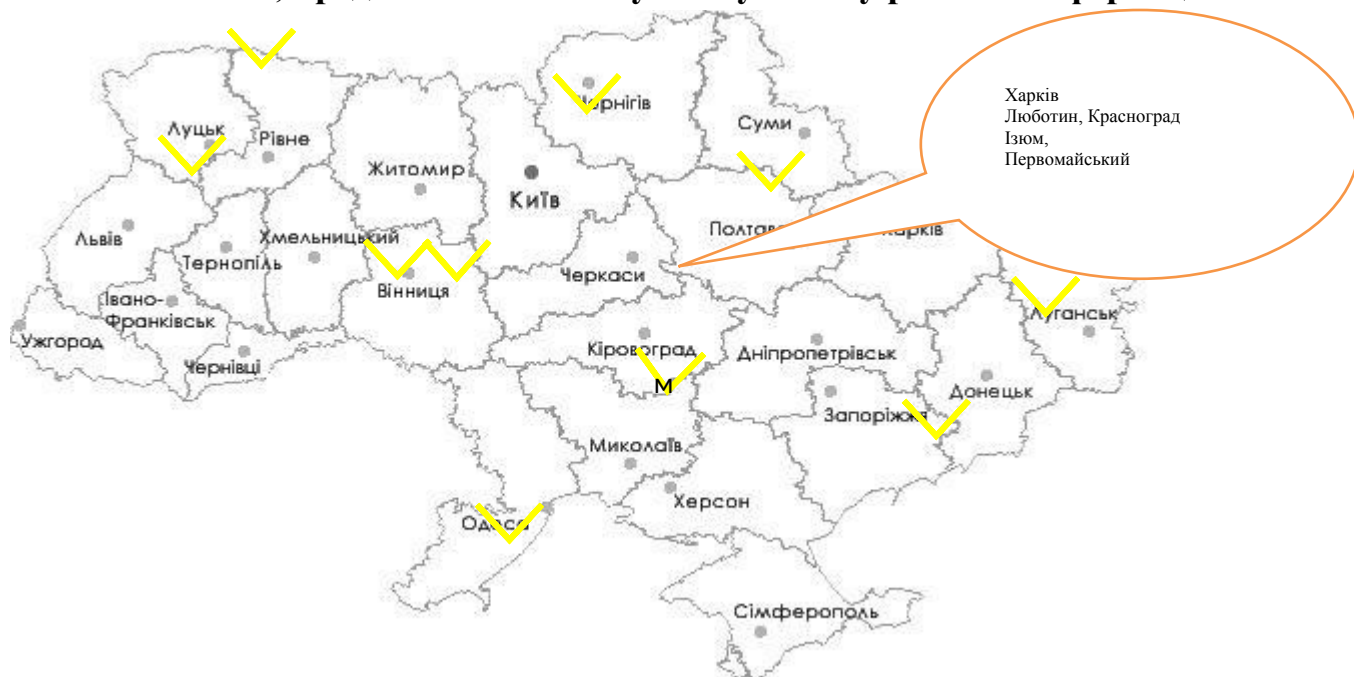 Харків
Люботин, Красноград
Ізюм,
Первомайський
Чернігів
Суми
Луцьк
Рівне
Житомир
Київ
Львів
Тернопіль
Хмельницький
Полтава
Харків
Черкаси
Вінниця
Івано-
Франківськ
Ужгород
Чернівці
Луганськ
Кіровоград
Дніпропетрівськ
М
Донецьк
Запоріжжя
Миколаїв
Херсон
Одеса
Сімферополь